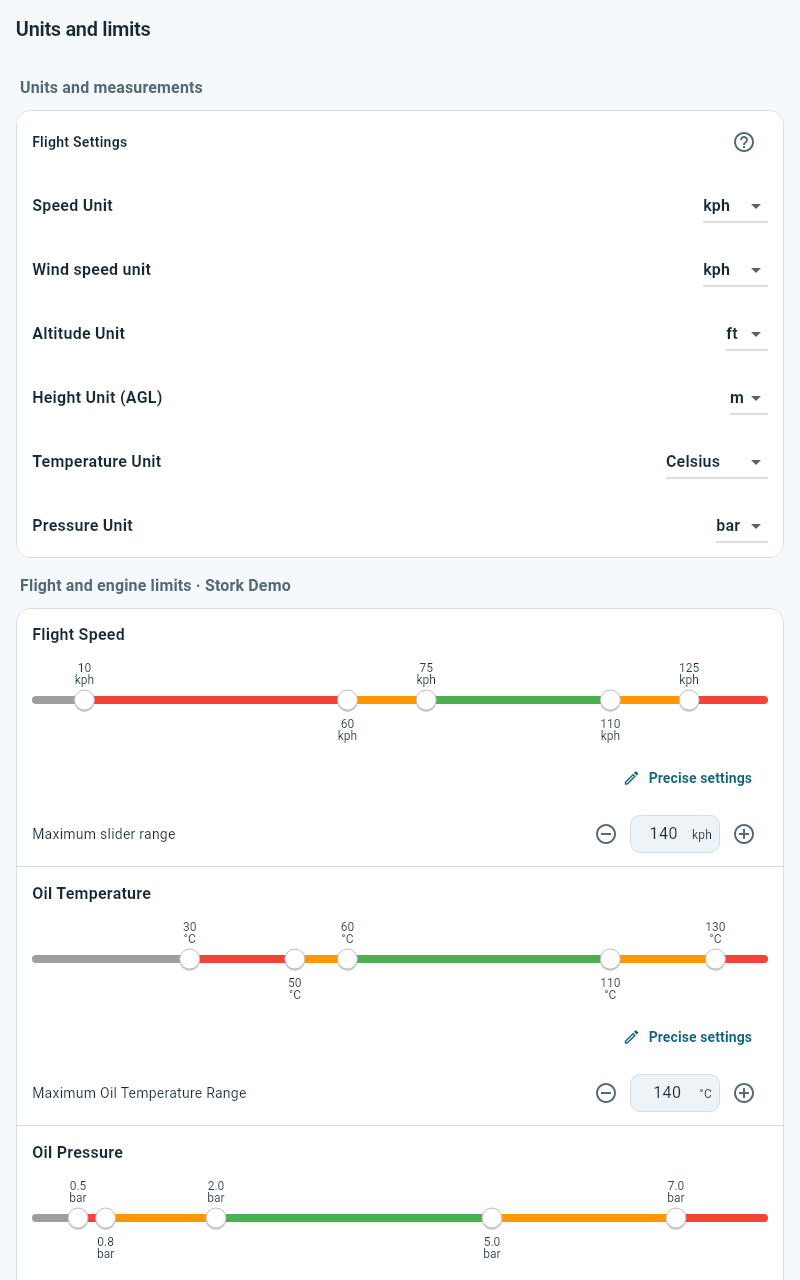 Units and limits
Units and measurements
Flight Settings
Speed Unit
kph
Wind speed unit
kph
Altitude Unit
ft
Height Unit (AGL)
m
Temperature Unit
Celsius
Pressure Unit
bar
Flight and engine limits · Stork Demo
Flight Speed
10
kph
75
kph
125
kph
60
kph
110
kph
Precise settings
Maximum slider range
140 kph
Oil Temperature
30
°C
60
°C
130
°C
50
°C
110
°C
Precise settings
Maximum Oil Temperature Range
140 °C
Oil Pressure
0.5
bar
2.0
bar
7.0
bar
0.8
bar
5.0
bar